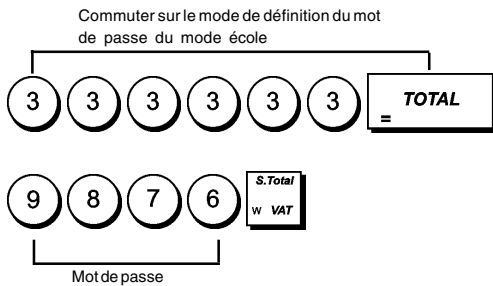 Commuter sur le mode de définition du mot
de passe du mode école
3 3 3 3 3 3 TOTAL
=
S.Total
9 8 7 6 w VAT
Mot de passe